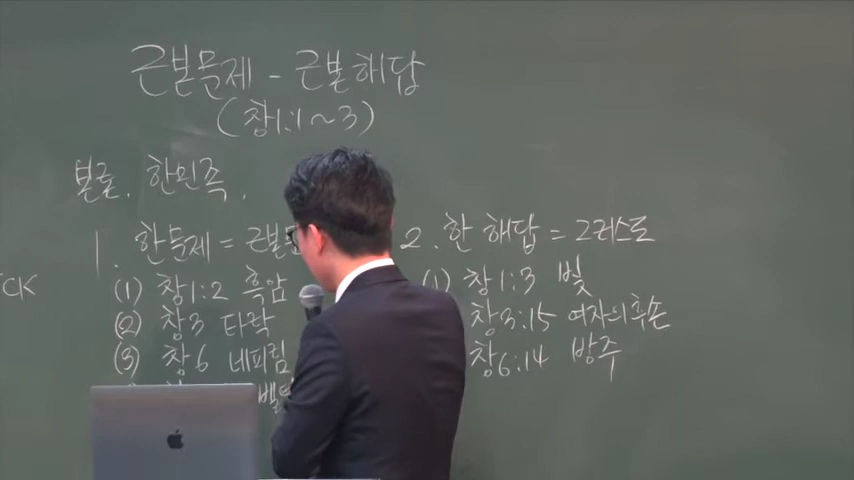 근본문제 - 근본해답
(창1:1~3)
본론. 한민족.
1. 한문제 = 근본
(1) 창1:2 흑암
(2) 창3 타락
(3) 창6 네피림
2. 한 해답 = 그리스도
(1) 창1:3 빛
창3:15 여자의후손
창6:14 방주
TCK